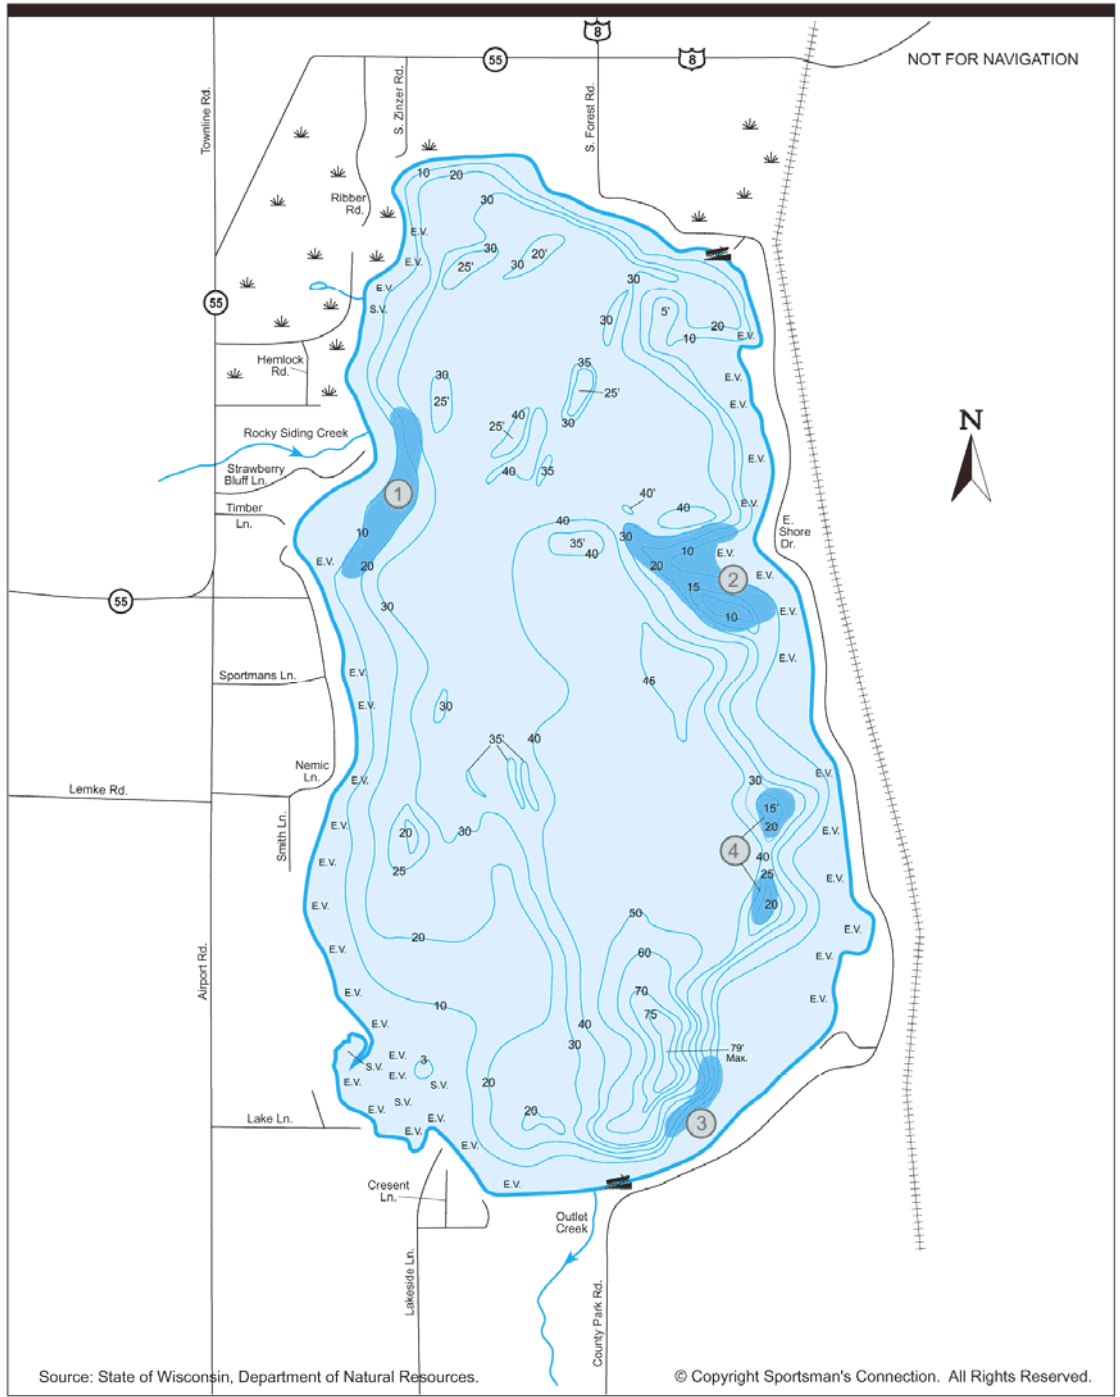 8
55
8
NOT FOR NAVIGATION
Townline Rd.
S. Zinzer Rd.
S. Forest Rd.
10
20
Ribber
Rd.
30
E.V.
30
20'
E.V.
25'
30
30
E.V.
55
S.V.
5'
30
20
10
E.V.
Hemlock
Rd.
35
30
E.V.
25'
25'
E.V.
40
30
25'
Rocky Siding Creek
E.V.
Strawberry
Bluff Ln.
40
35
1
40'
E.V.
Timber
Ln.
40
40
E.
Shore
Dr.
10
30
35'
40
10
E.V.
E.V.
20
20
2
E.V.
15
55
30
10
E.V.
E.V.
Sportmans Ln.
E.V.
45
E.V.
30
35'
40
Nemic
Ln.
E.V.
30
E.V.
Lemke Rd.
15'
Smith Ln.
E.V.
20
30
20
E.V.
4
40
E.V.
25
25
E.V.
E.V.
20
50
E.V.
20
E.V.
60
E.V.
Airport Rd.
E.V.
70
E.V.
10
75
E.V.
40
30
79'
Max.
E.V.
3
S.V.
E.V.
E.V.
S.V.
20
S.V.
E.V.
20
E.V.
3
Lake Ln.
E.V.
E.V.
E.V.
Cresent
Ln.
Outlet
Creek
Lakeside Ln.
County Park Rd.
N
Source: State of Wisconsin, Department of Natural Resources.
© Copyright Sportsman's Connection. All Rights Reserved.